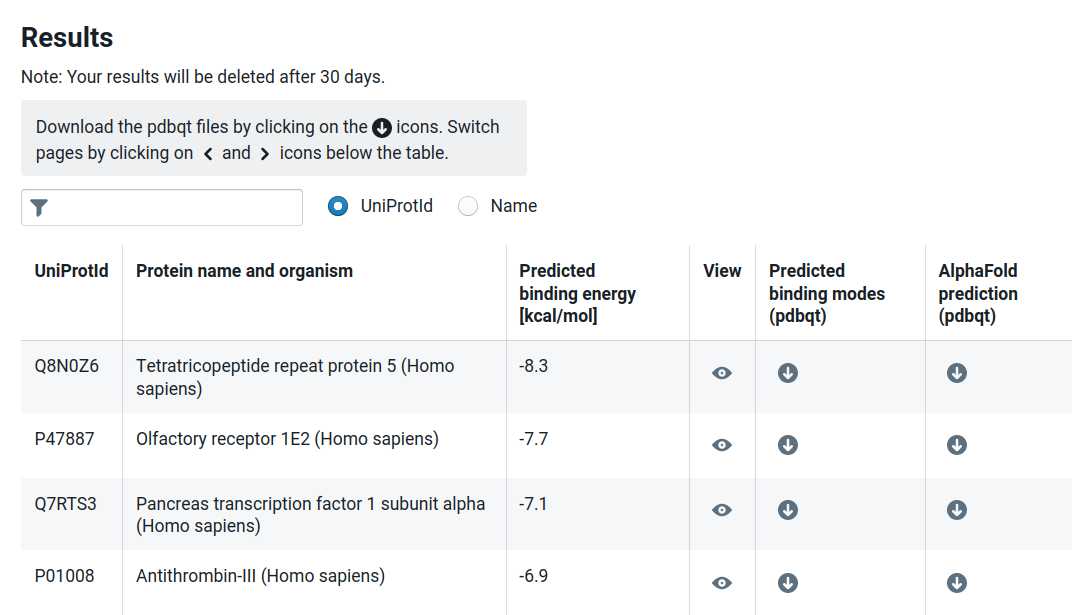 Results
Note: Your results will be deleted after 30 days.
Download the pdbqt files by clicking on the icons. Switch
pages by clicking on < and > icons below the table.
UniProtId Name
UniProtId Protein name and organism Predicted binding energy [kcal/mol] View Predicted binding modes (pdbqt) AlphaFold prediction (pdbqt)
Q8N0Z6 Tetratricopeptide repeat protein 5 (Homo sapiens) -8.3
P47887 Olfactory receptor 1E2 (Homo sapiens) -7.7
Q7RTS3 Pancreas transcription factor 1 subunit alpha (Homo sapiens) -7.1
P01008 Antithrombin-III (Homo sapiens) -6.9